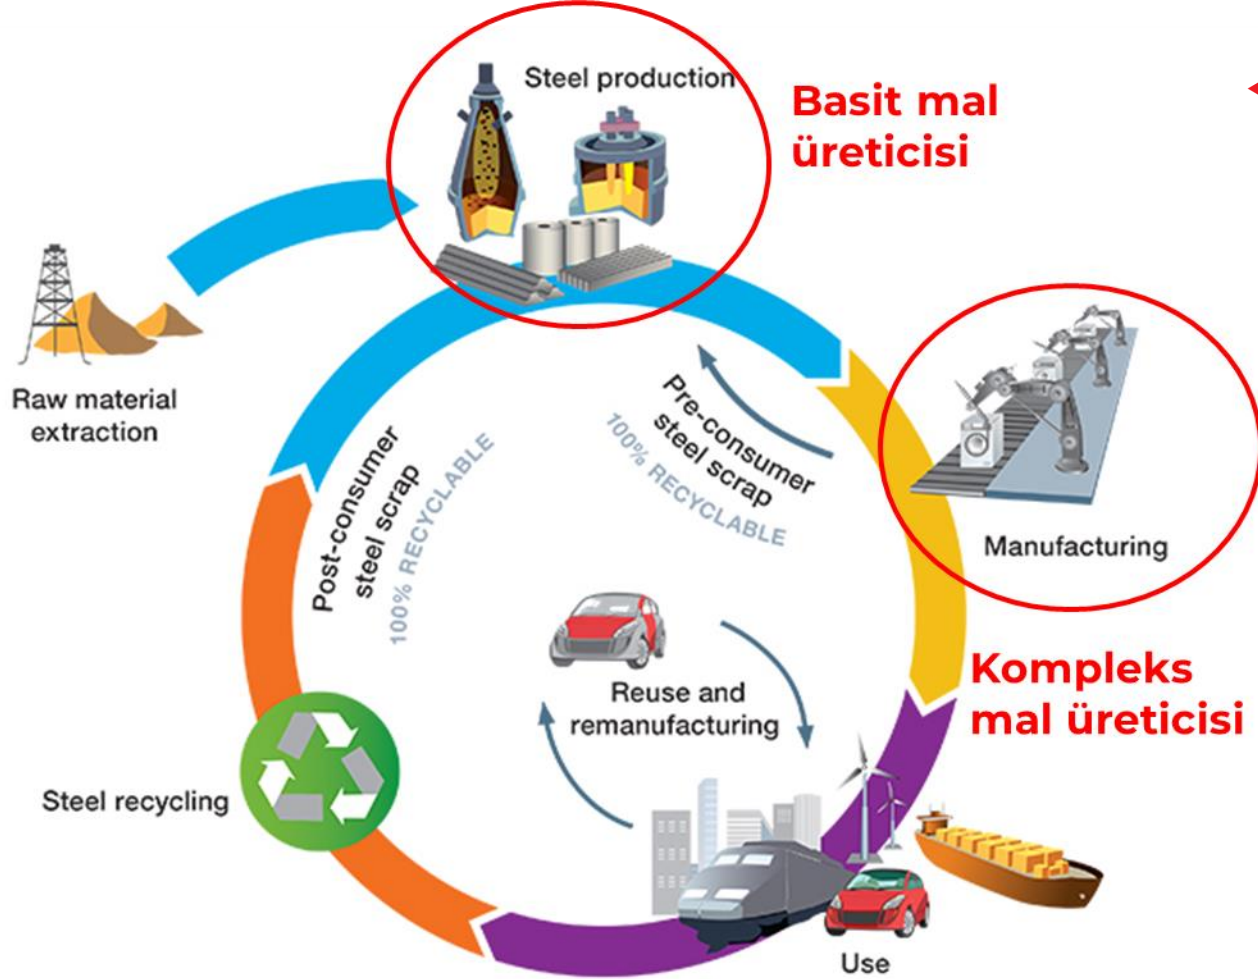 Steel production
Basit mal
üreticisi
Raw material
extraction
Pre-consumer
steel scrap
100% RECYCLABLE
Post-consumer
steel scrap
100% RECYCLABLE
Manufacturing
Kompleks
mal üreticisi
Reuse and
remanufacturing
Steel recycling
Use